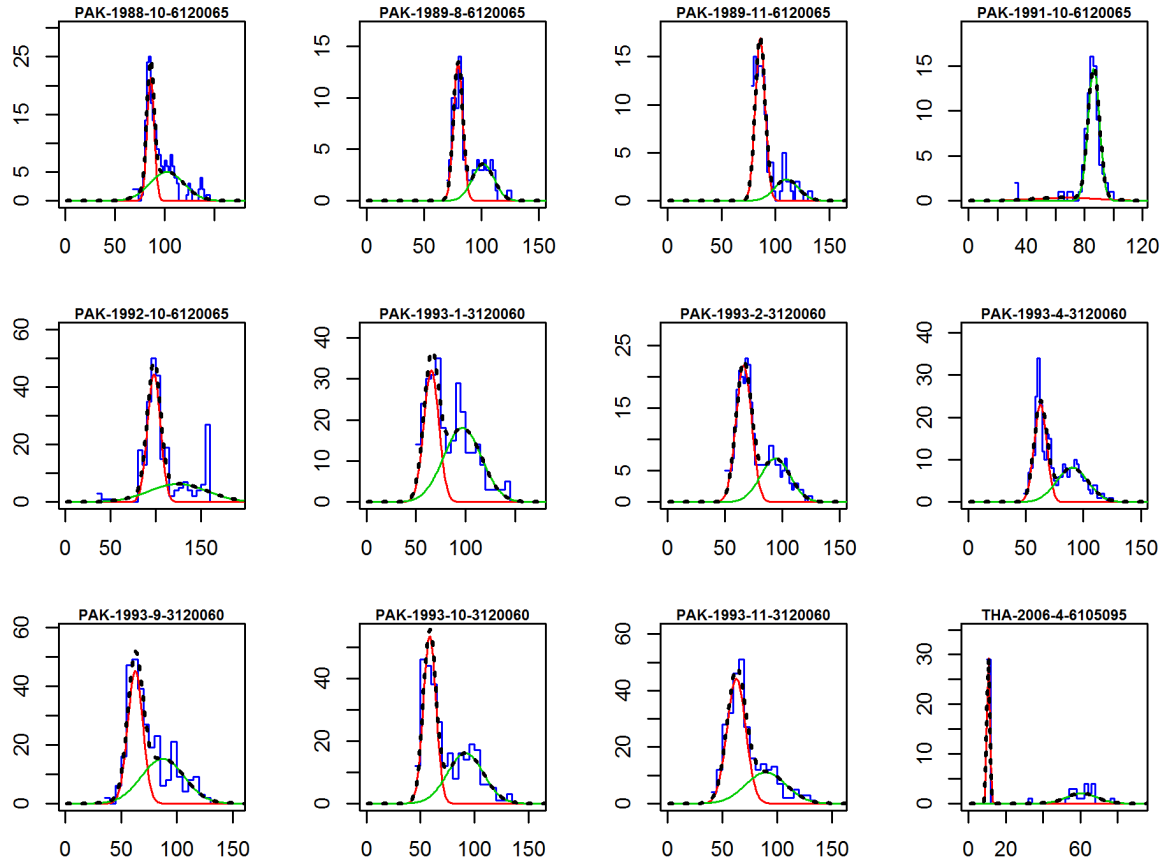 PAK-1988-10-6120065
0 5 15 25
0 50 100
PAK-1989-8-6120065
0 5 10 15
0 50 100 150
PAK-1989-11-6120065
0 5 10 15
0 50 100 150
PAK-1991-10-6120065
0 5 10 15
0 40 80 120
PAK-1992-10-6120065
0 20 40 60
0 50 150
PAK-1993-1-3120060
0 10 20 30 40
0 50 100
PAK-1993-2-3120060
0 5 15 25
0 50 100 150
PAK-1993-4-3120060
0 10 20 30 40
0 50 100 150
PAK-1993-9-3120060
0 20 40 60
0 50 100 150
PAK-1993-10-3120060
0 20 40
0 50 100 150
PAK-1993-11-3120060
0 20 40 60
0 50 100 150
THA-2006-4-6105095
0 10 20 30
0 20 60